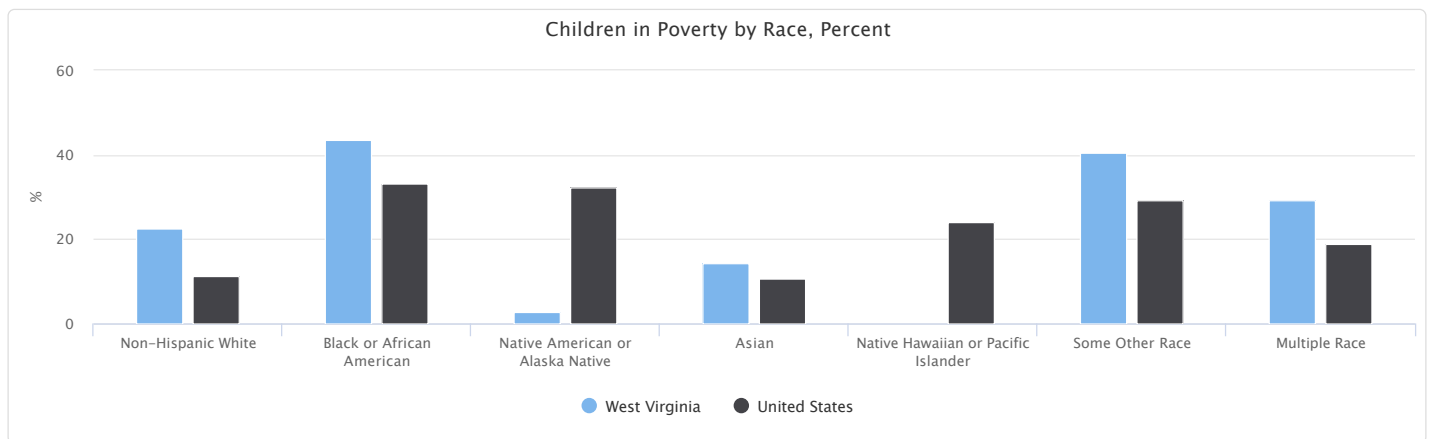 Children in Poverty by Race, Percent
60
40
%
20
0
Non-Hispanic White
Black or African
American
Native American or
Alaska Native
Asian
Native Hawaiian or Pacific
Islander
Some Other Race
Multiple Race
West Virginia
United States